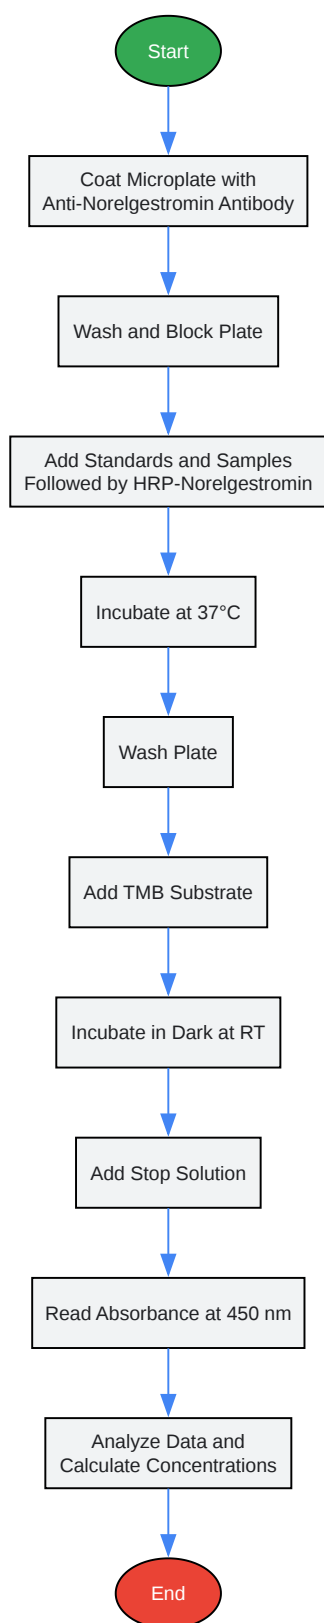 Start
Coat Microplate with
Anti-Norelgestromin Antibody
Wash and Block Plate
Add Standards and Samples
Followed by HRP-Norelgestromin
Incubate at 37°C
Wash Plate
Add TMB Substrate
Incubate in Dark at RT
Add Stop Solution
Read Absorbance at 450 nm
Analyze Data and
Calculate Concentrations
End